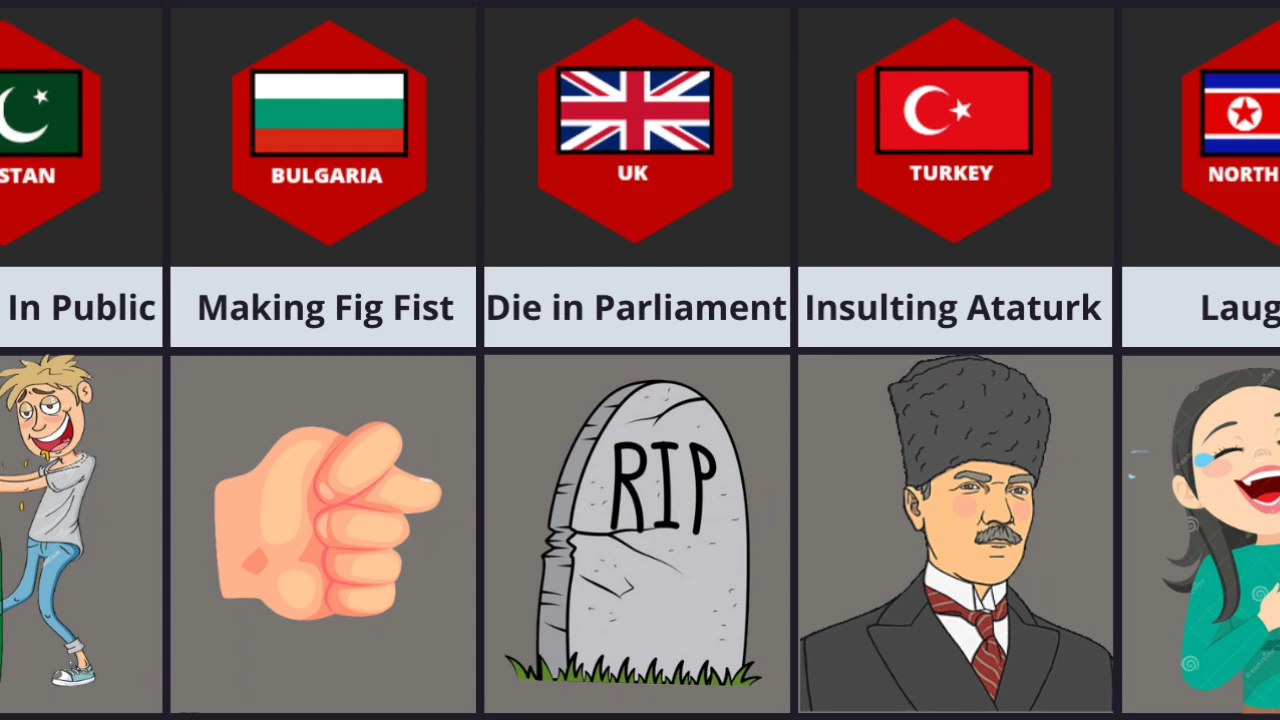 STAN
BULGARIA
UK
TURKEY
NORTH
In Public
Making Fig Fist
Die in Parliament
Insulting Ataturk
Laug
RIP